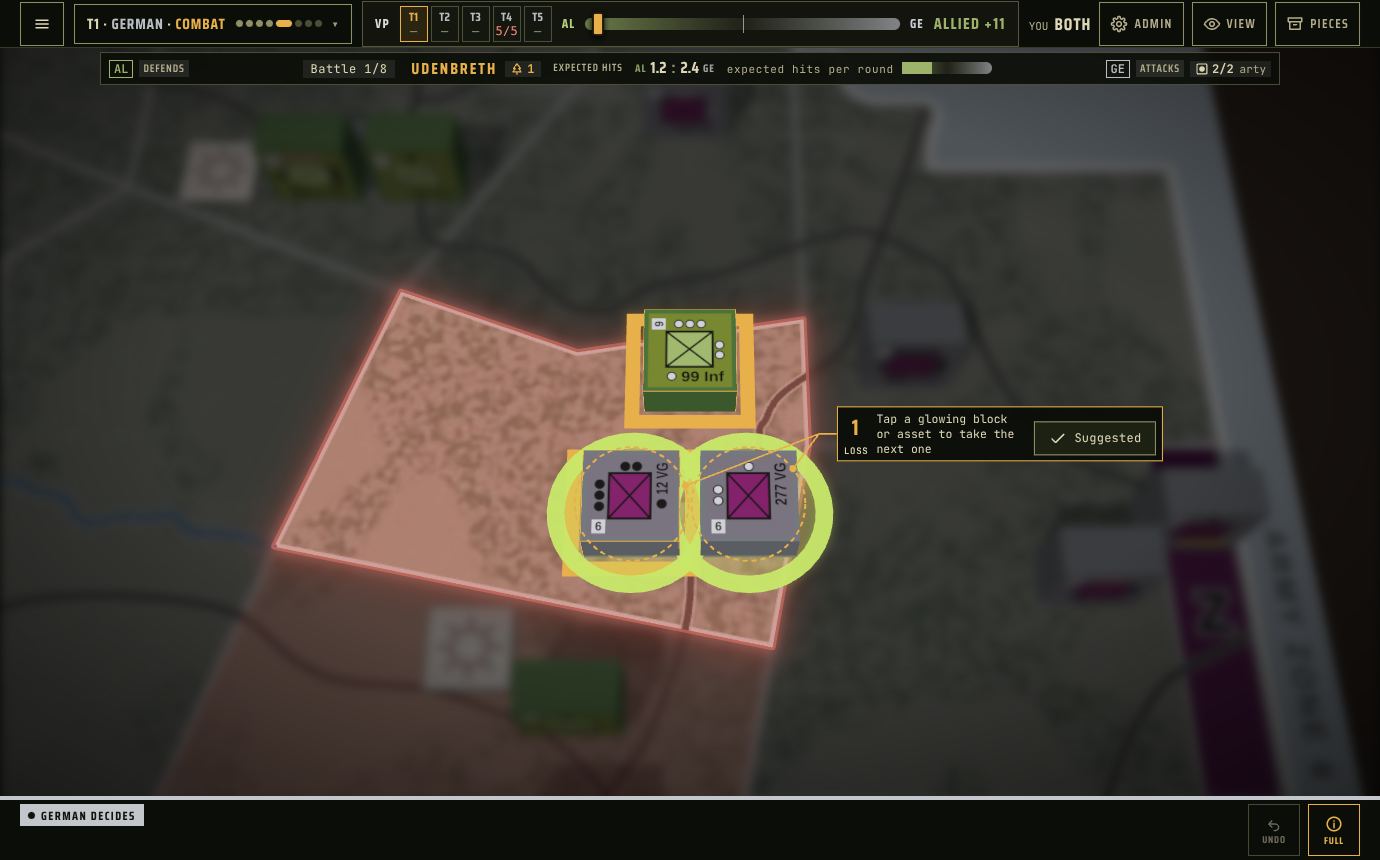 T1 · GERMAN · COMBAT
VP
T1
—
T2
—
T3
—
T4
5/5
T5
—
AL
GE
ALLIED +11
YOU BOTH
ADMIN
VIEW
PIECES
AL
DEFENDS
Battle 1/8
UDENBRETH
1
EXPECTED HITS
AL 1.2 : 2.4 GE
expected hits per round
GE
ATTACKS
2/2 arty
6
99 Inf
12 VG
6
277 VG
6
1
LOSS
Tap a glowing block
or asset to take the
next one
Suggested
2
GERMAN DECIDES
UNDO
FULL